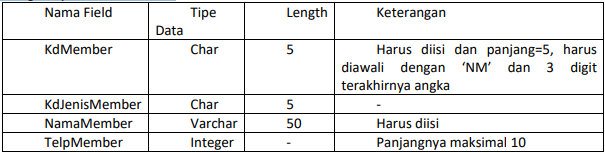 Nama Field Tipe Data Length Keterangan
KdMember Char 5 Harus diisi dan panjang=5, harus
diawali dengan ‘NM’ dan 3 digit
terakhirnya angka
KdJenisMember Char 5 -
NamaMember Varchar 50 Harus diisi
TelpMember Integer - Panjangnya maksimal 10